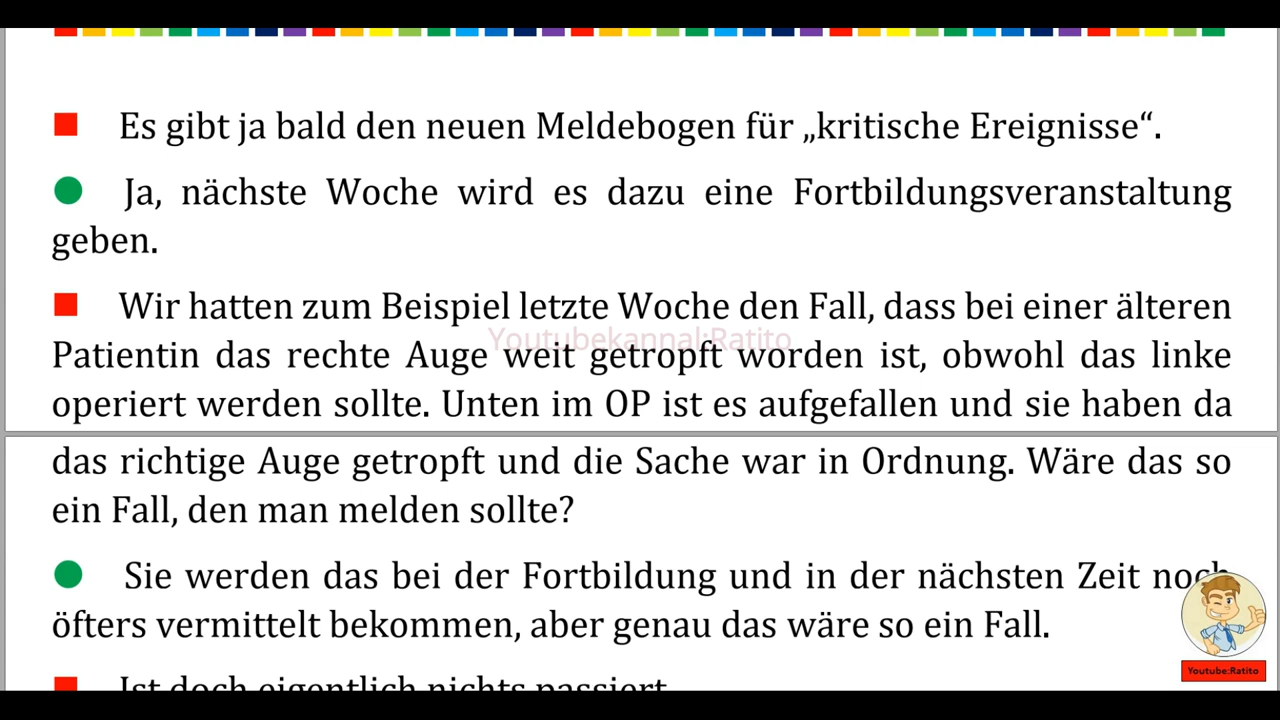 Es gibt ja bald den neuen Meldebogen für „kritische Ereignisse“.
Ja, nächste Woche wird es dazu eine Fortbildungsveranstaltung
geben.
Wir hatten zum Beispiel letzte Woche den Fall, dass bei einer älteren
Youtubekannal:Ratito
Patientin das rechte Auge weit getropft worden ist, obwohl das linke
operiert werden sollte. Unten im OP ist es aufgefallen und sie haben da
das richtige Auge getropft und die Sache war in Ordnung. Wäre das so
ein Fall, den man melden sollte?
Sie werden das bei der Fortbildung und in der nächsten Zeit noch
öfters vermittelt bekommen, aber genau das wäre so ein Fall.
Youtube:Ratito
Ist doch eigentlich nichts passiert